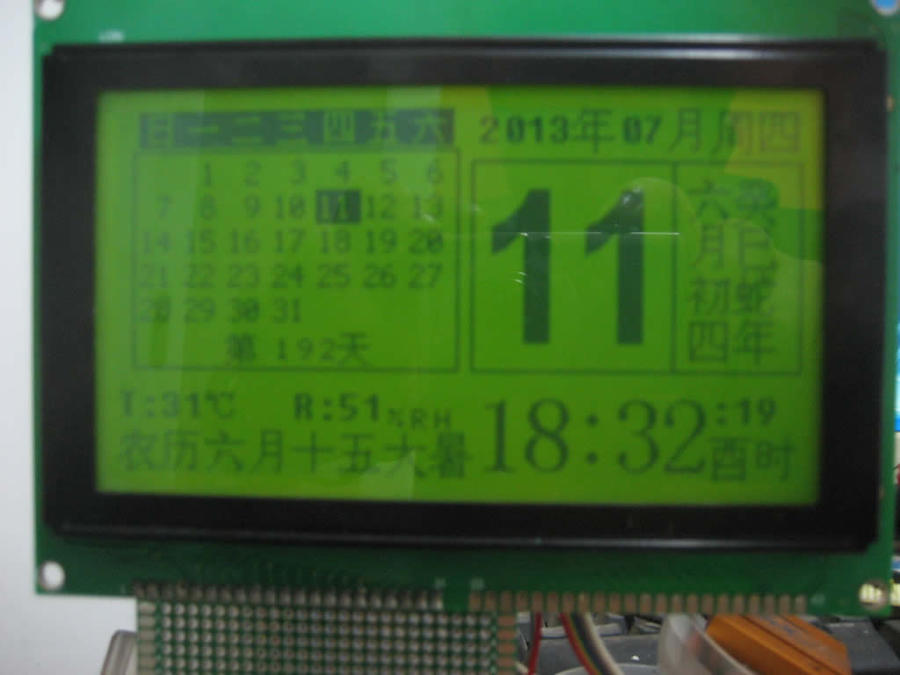 日一二三四五六
1 2 3 4 5 6
7 8 9 10 11 12 13
14 15 16 17 18 19 20
21 22 23 24 25 26 27
28 29 30 31
第192天
2013年07月周四
11
六月初四
癸巳蛇年
T:31℃ R:51%RH
农历六月十五大暑
18:32:19
酉时